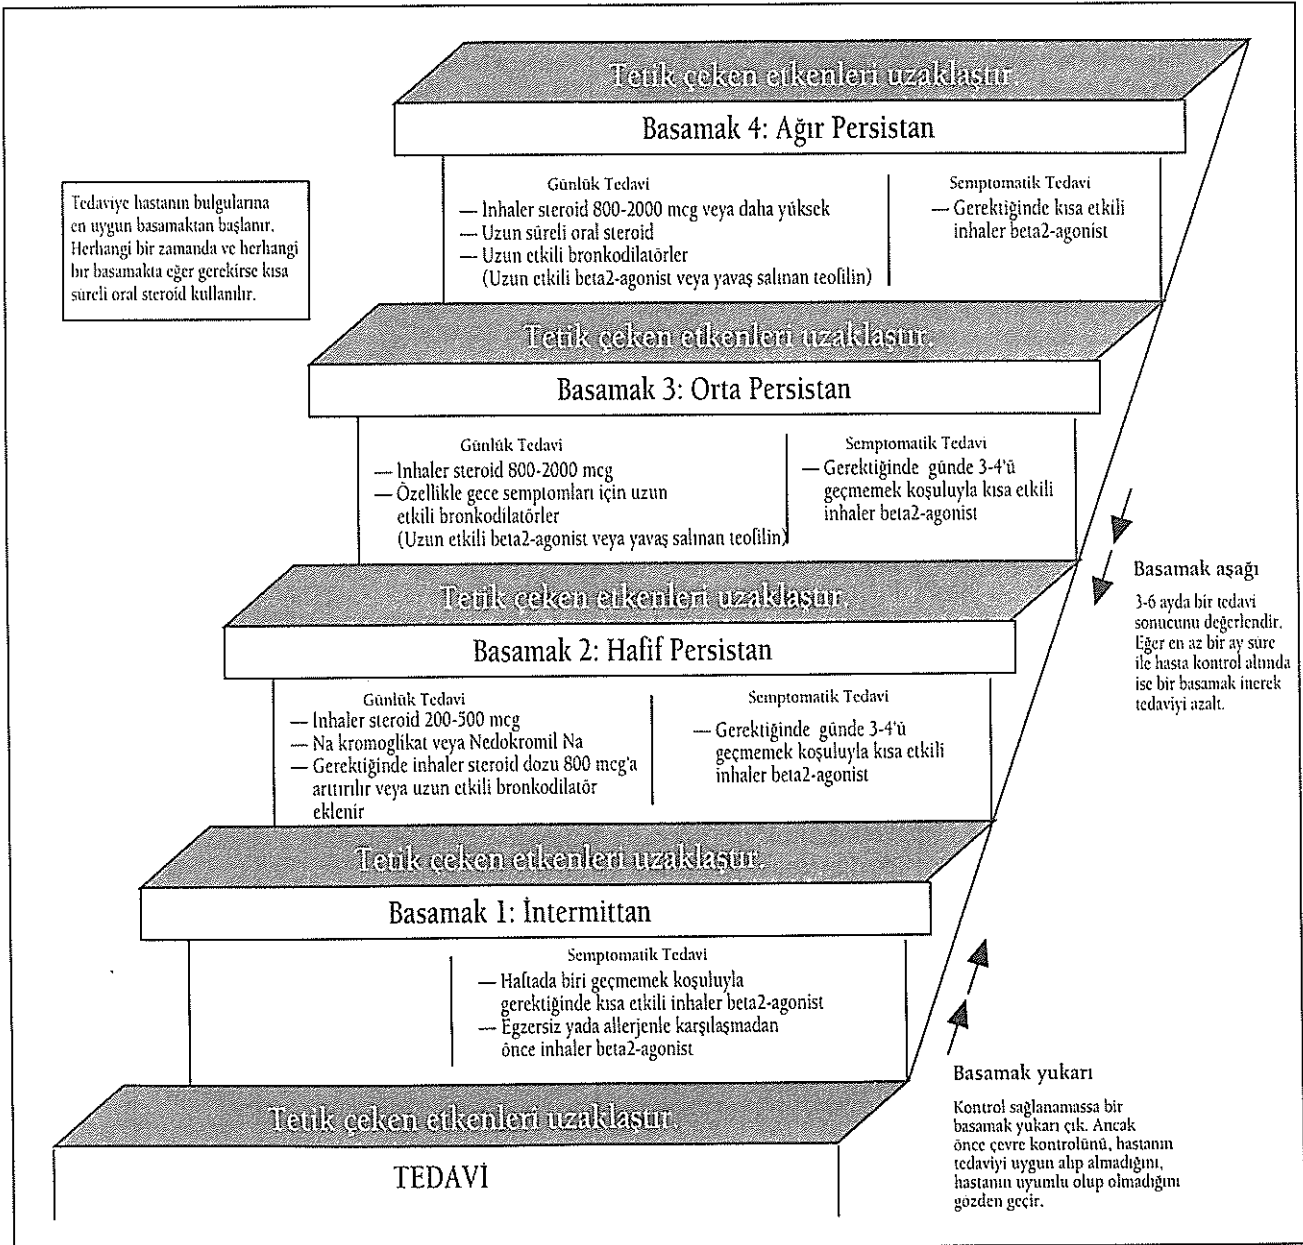 Tetik çeken etkenleri uzaklaştır.
Basamak 4: Ağır Persistan
Günlük Tedavi
— Inhaler steroid 800-2000 mcg veya daha yüksek
— Uzun süreli oral steroid
— Uzun etkili bronkodilatörler
(Uzun etkili beta2-agonist veya yavaş salınan teofilin)
Semptomatik Tedavi
— Gerektiğinde kısa etkili
inhaler beta2-agonist
Tedaviye hastanın bulgularına
en uygun basamaktan başlanır.
Herhangi bir zamanda ve herhangi
bir basamakta eğer gerekirse kısa
süreli oral steroid kullanılır.
Tetik çeken etkenleri uzaklaştır.
Basamak 3: Orta Persistan
Günlük Tedavi
— Inhaler steroid 800-2000 mcg
— Özellikle gece semptomları için uzun
etkili bronkodilatörler
(Uzun etkili beta2-agonist veya yavaş salınan teofilin)
Semptomatik Tedavi
— Gerektiğinde günde 3-4'ü
geçmemek koşuluyla kısa etkili
inhaler beta2-agonist
Tetik çeken etkenleri uzaklaştır.
Basamak 2: Hafif Persistan
Günlük Tedavi
— Inhaler steroid 200-500 mcg
— Na kromoglikat veya Nedokromil Na
— Gerektiğinde inhaler steroid dozu 800 mcg'a
arttırılır veya uzun etkili bronkodilatör
eklenir
Semptomatik Tedavi
— Gerektiğinde günde 3-4'ü
geçmemek koşuluyla kısa etkili
inhaler beta2-agonist
Basamak aşağı
3-6 ayda bir tedavi
sonucunu değerlendir.
Eğer en az bir ay süre
ile hasta kontrol altında
ise bir basamak inerek
tedaviyi azalt.
Tetik çeken etkenleri uzaklaştır.
Basamak 1: İntermittan
Semptomatik Tedavi
— Haftada biri geçmemek koşuluyla
gerektiğinde kısa etkili inhaler beta2-agonist
— Egzersiz yada allerjenle karşılaşmadan
önce inhaler beta2-agonist
Tetik çeken etkenleri uzaklaştır.
TEDAVİ
Basamak yukarı
Kontrol sağlanamassa bir
basamak yukarı çık. Ancak
önce çevre kontrolünü, hastanın
tedaviyi uygun alıp almadığını,
hastanın uyumlu olup olmadığını
gözden geçir.